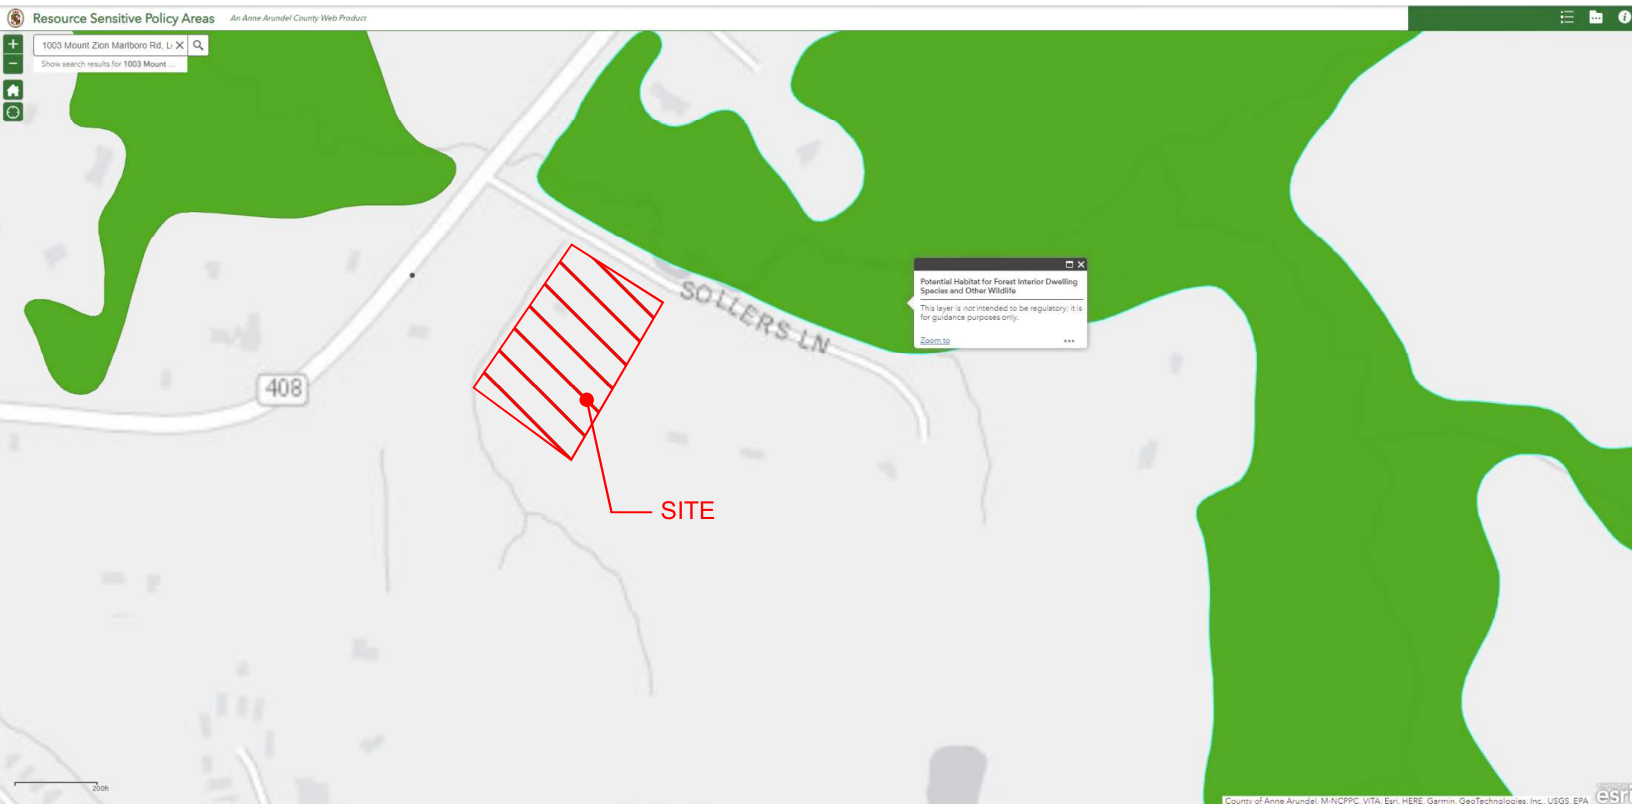 Resource Sensitive Policy Areas An Anne Arundel County Web Product
1003 Mount Zion Marlboro Rd, L
Show search results for 1003 Mount ...
Potential Habitat for Forest Interior Dwelling
Species and Other Wildlife
This layer is not intended to be regulatory; it is
for guidance purposes only.
Zoom to
SOLLERS LN
408
SITE
200ft
County of Anne Arundel, M-NCPPC, VITA, Esri, HERE, Garmin, GeoTechnologies, Inc., USGS, EPA
esri